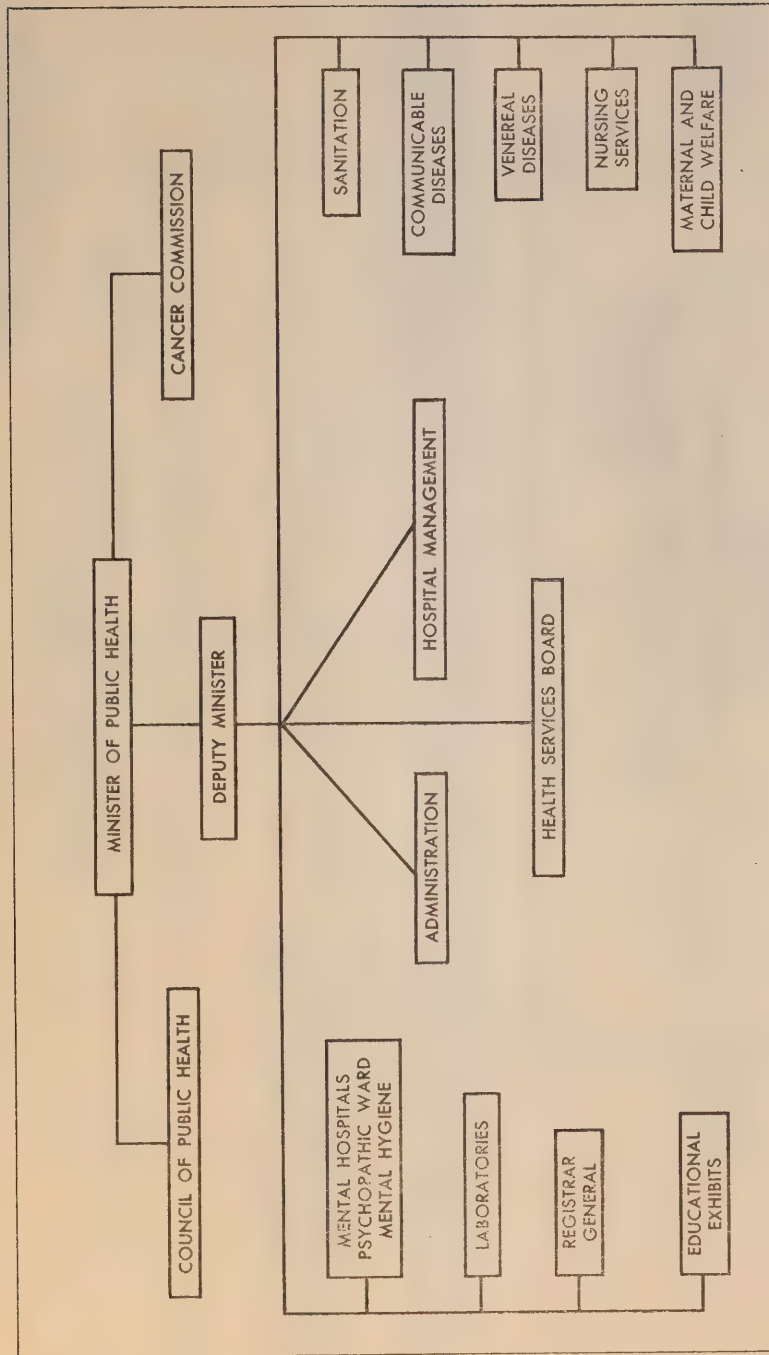 MINISTER OF PUBLIC HEALTH
COUNCIL OF PUBLIC HEALTH
CANCER COMMISSION
DEPUTY MINISTER
MENTAL HOSPITALS
PSYCHOPATHIC WARD
MENTAL HYGIENE
LABORATORIES
REGISTRAR
GENERAL
EDUCATIONAL
EXHIBITS
ADMINISTRATION
HOSPITAL MANAGEMENT
HEALTH SERVICES BOARD
SANITATION
COMMUNICABLE
DISEASES
VENEREAL
DISEASES
NURSING
SERVICES
MATERNAL AND
CHILD WELFARE